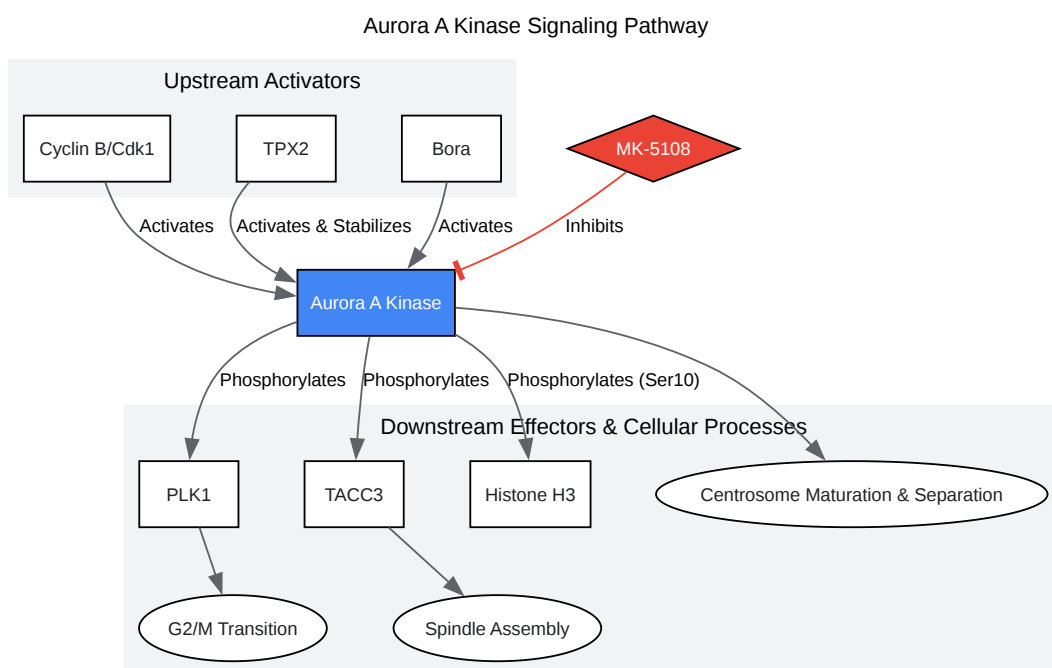 Aurora A Kinase Signaling Pathway
Upstream Activators
Cyclin B/Cdk1
TPX2
Bora
MK-5108
Activates
Activates & Stabilizes
Activates
Inhibits
Aurora A Kinase
Phosphorylates
Phosphorylates
Phosphorylates (Ser10)
Downstream Effectors & Cellular Processes
PLK1
TACC3
Histone H3
Centrosome Maturation & Separation
G2/M Transition
Spindle Assembly